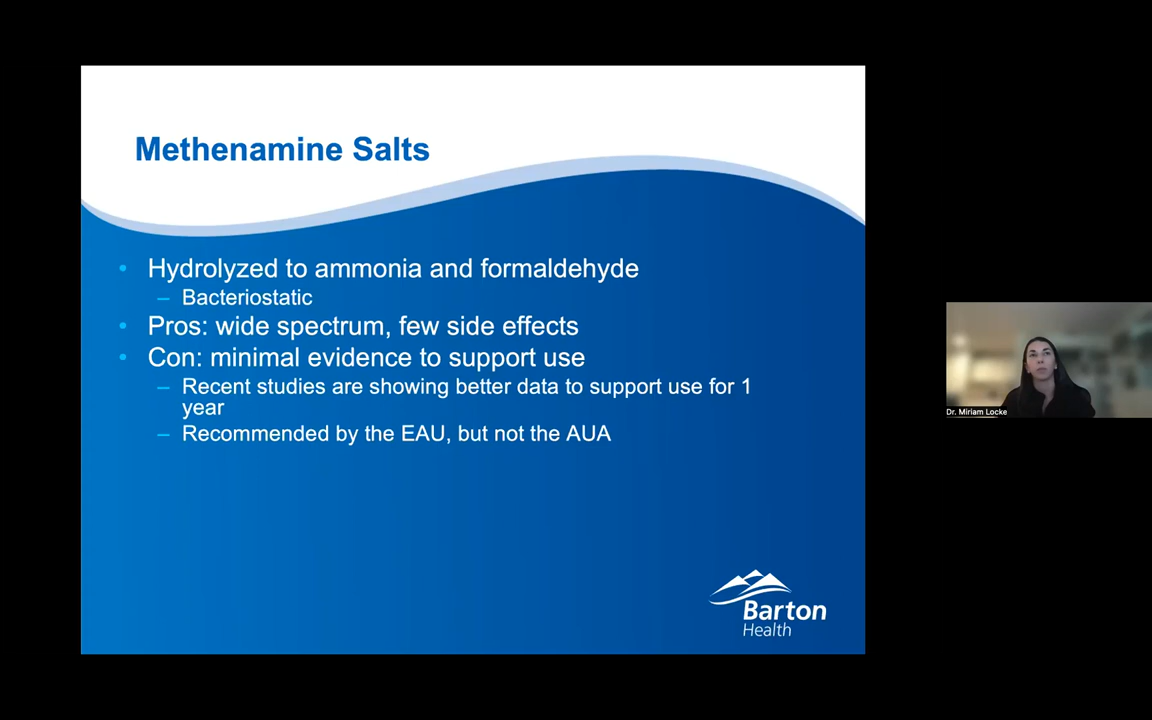 Methenamine Salts
• Hydrolyzed to ammonia and formaldehyde
– Bacteriostatic
• Pros: wide spectrum, few side effects
• Con: minimal evidence to support use
– Recent studies are showing better data to support use for 1
year
– Recommended by the EAU, but not the AUA
Barton
Health
Dr. Miriam Locke